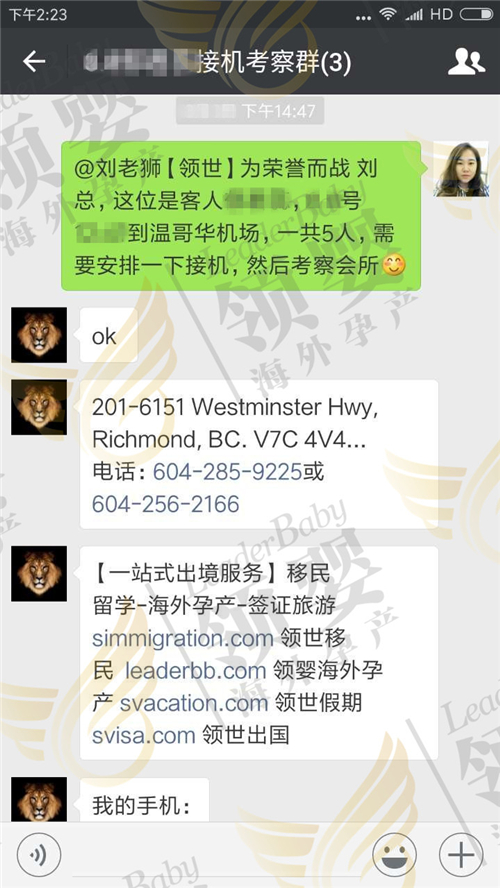 下午2:23
HD
接机考察群(3)
下午14:47
@刘老狮【领世】为荣誉而战 刘
总，这位是客人，号
到温哥华机场，一共5人，需
要安排一下接机，然后考察会所
ok
201-6151 Westminster Hwy,
Richmond, BC. V7C 4V4...
电话: 604-285-9225或
604-256-2166
【一站式出境服务】移民
留学-海外孕产-签证旅游
simmigration.com 领世移
民 leaderbb.com 领婴海外孕
产 svacation.com 领世假期
svisa.com 领世出国
我的手机:
LeaderBaby
领婴
海外孕产